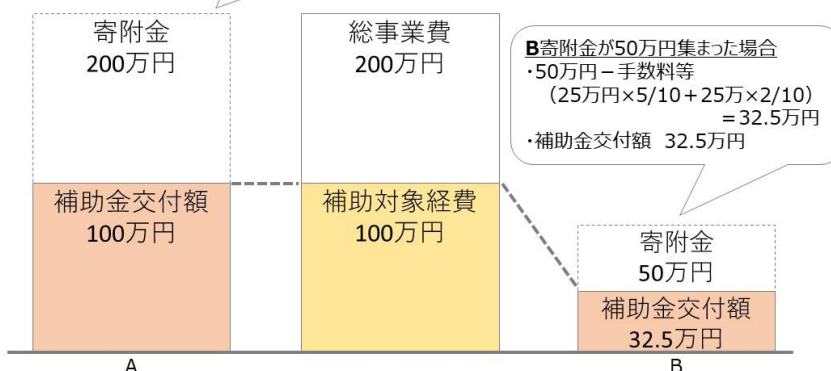 寄附金
200万円
補助金交付額
100万円
A
総事業費
200万円
補助対象経費
100万円
B寄附金が50万円集まった場合
・50万円－手数料等
（25万円×5/10＋25万×2/10）
＝32.5万円
・補助金交付額 32.5万円
寄附金
50万円
補助金交付額
32.5万円
B